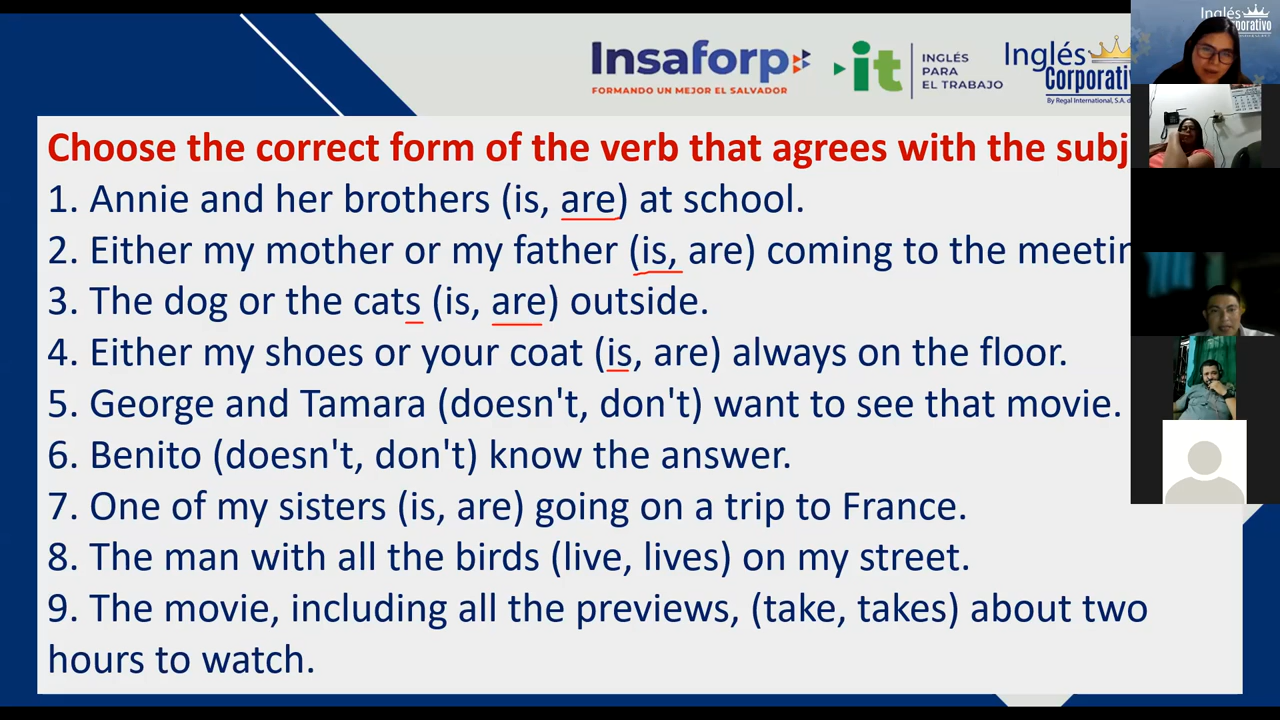 Insaforp
FORMANDO UN MEJOR EL SALVADOR
it
INGLÉS
PARA
EL TRABAJO
Inglés
Corporativ
By Regal International, S.A. d
Inglés
orporativo
Choose the correct form of the verb that agrees with the subj
1. Annie and her brothers (is, are) at school.
2. Either my mother or my father (is, are) coming to the meetin
3. The dog or the cats (is, are) outside.
4. Either my shoes or your coat (is, are) always on the floor.
5. George and Tamara (doesn't, don't) want to see that movie.
6. Benito (doesn't, don't) know the answer.
7. One of my sisters (is, are) going on a trip to France.
8. The man with all the birds (live, lives) on my street.
9. The movie, including all the previews, (take, takes) about two
hours to watch.